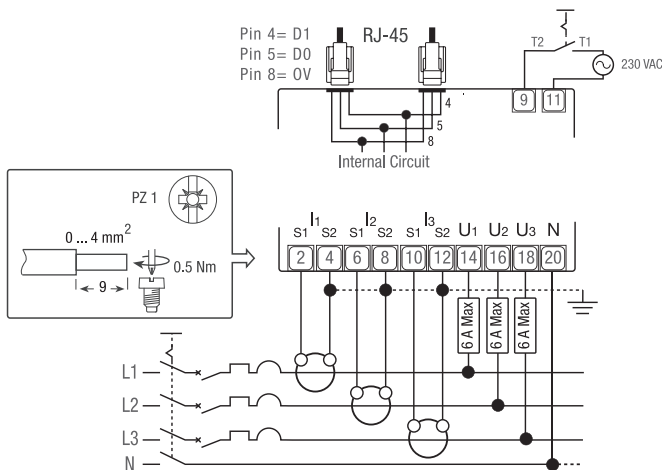 Pin 4= D1
Pin 5= D0
Pin 8= 0V
RJ-45
T2 T1
230 VAC
4
5
8
9 11
Internal Circuit
PZ 1
0 ... 4 mm²
0.5 Nm
9
I1 I2 I3 U1 U2 U3 N
S1 S2 S1 S2 S1 S2
2 4 6 8 10 12 14 16 18 20
6 A Max 6 A Max 6 A Max
L1
L2
L3
N